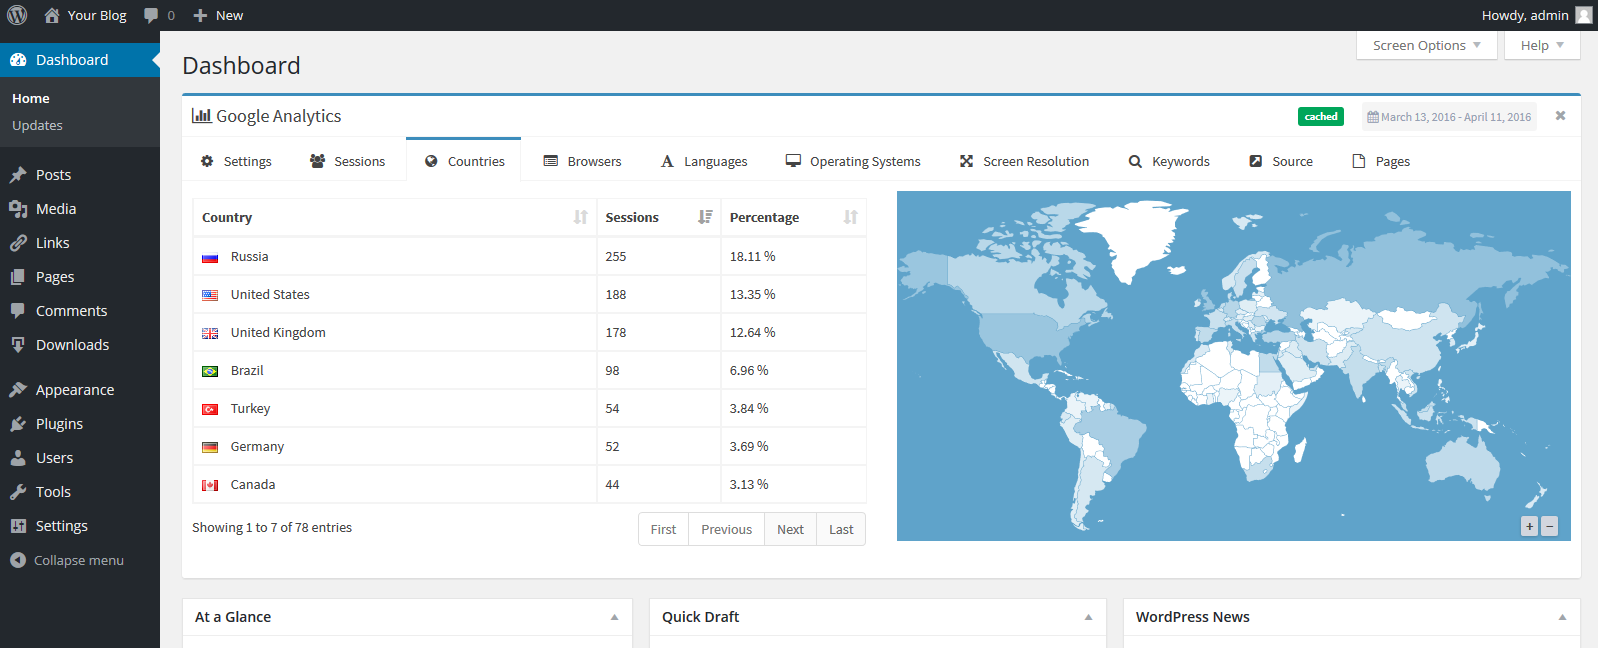 Your Blog 0 New Howdy, admin
Dashboard
Home
Updates
Posts
Media
Links
Pages
Comments
Downloads
Appearance
Plugins
Users
Tools
Settings
Collapse menu
Screen Options Help
Dashboard
Google Analytics cached March 13, 2016 - April 11, 2016
Settings Sessions Countries Browsers Languages Operating Systems Screen Resolution Keywords Source Pages
Country Sessions Percentage
Russia 255 18.11 %
United States 188 13.35 %
United Kingdom 178 12.64 %
Brazil 98 6.96 %
Turkey 54 3.84 %
Germany 52 3.69 %
Canada 44 3.13 %
Showing 1 to 7 of 78 entries First Previous Next Last
+ −
At a Glance Quick Draft WordPress News